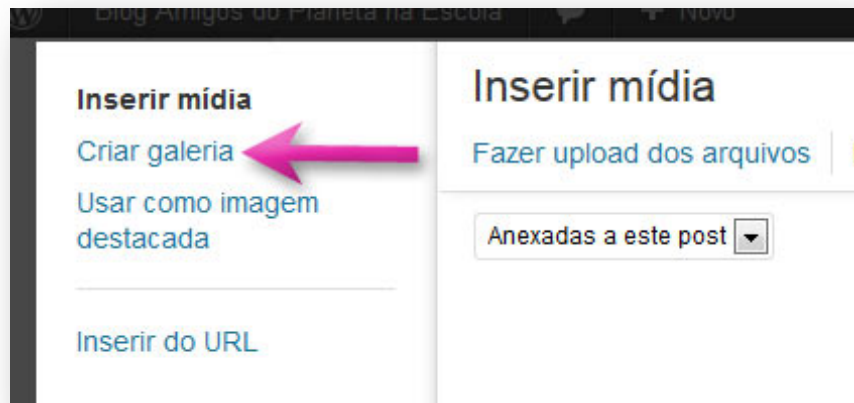 Blog Amigos do Planeta na Escola + Novo
Inserir mídia
Criar galeria
Usar como imagem
destacada
Inserir do URL
Inserir mídia
Fazer upload dos arquivos
Anexadas a este post